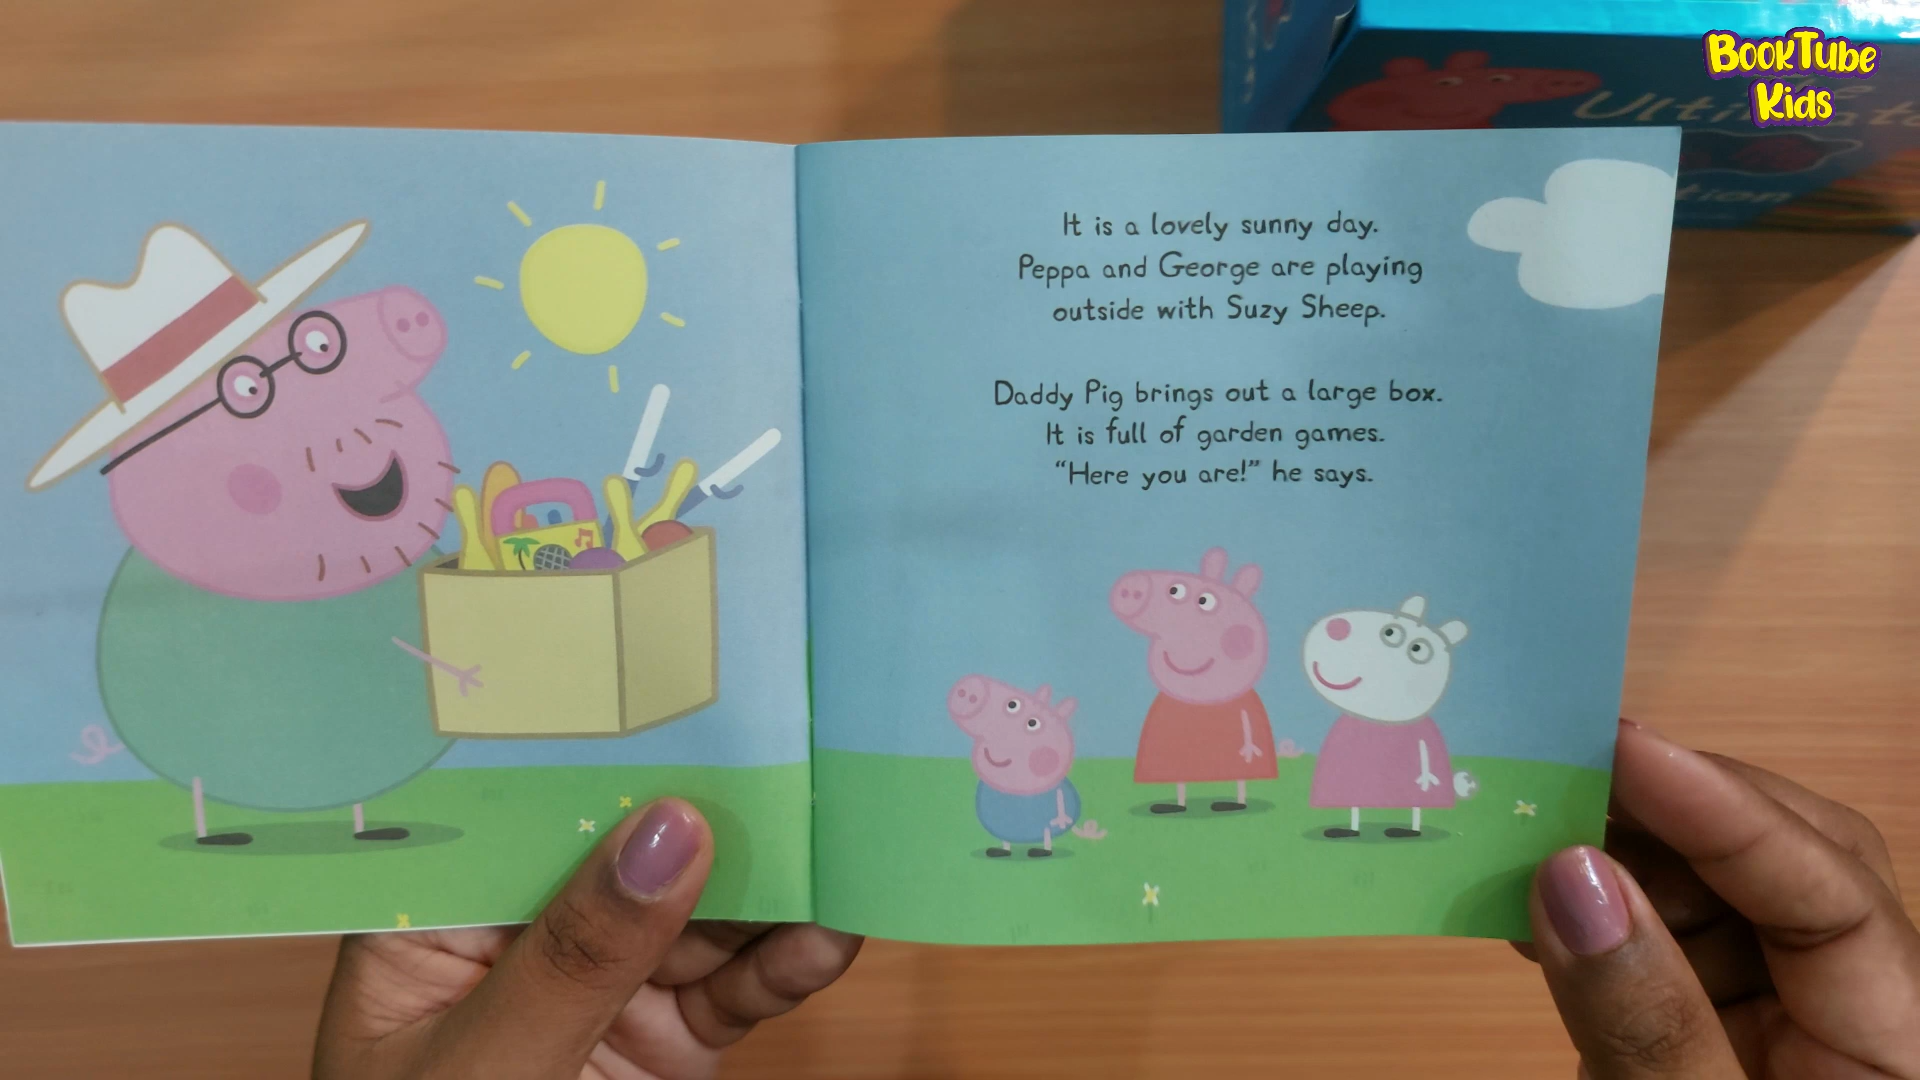 BookTube
Kids
Ultimate
It is a lovely sunny day.
Peppa and George are playing
outside with Suzy Sheep.
Daddy Pig brings out a large box.
It is full of garden games.
“Here you are!” he says.